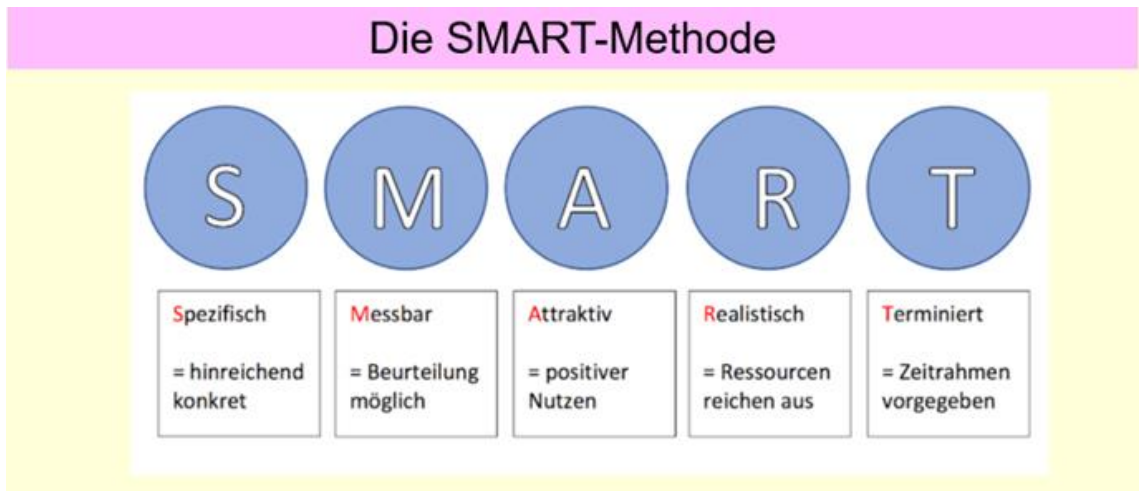 Die SMART-Methode
S M A R T
Spezifisch
= hinreichend
konkret
Messbar
= Beurteilung
möglich
Attraktiv
= positiver
Nutzen
Realistisch
= Ressourcen
reichen aus
Terminiert
= Zeitrahmen
vorgegeben